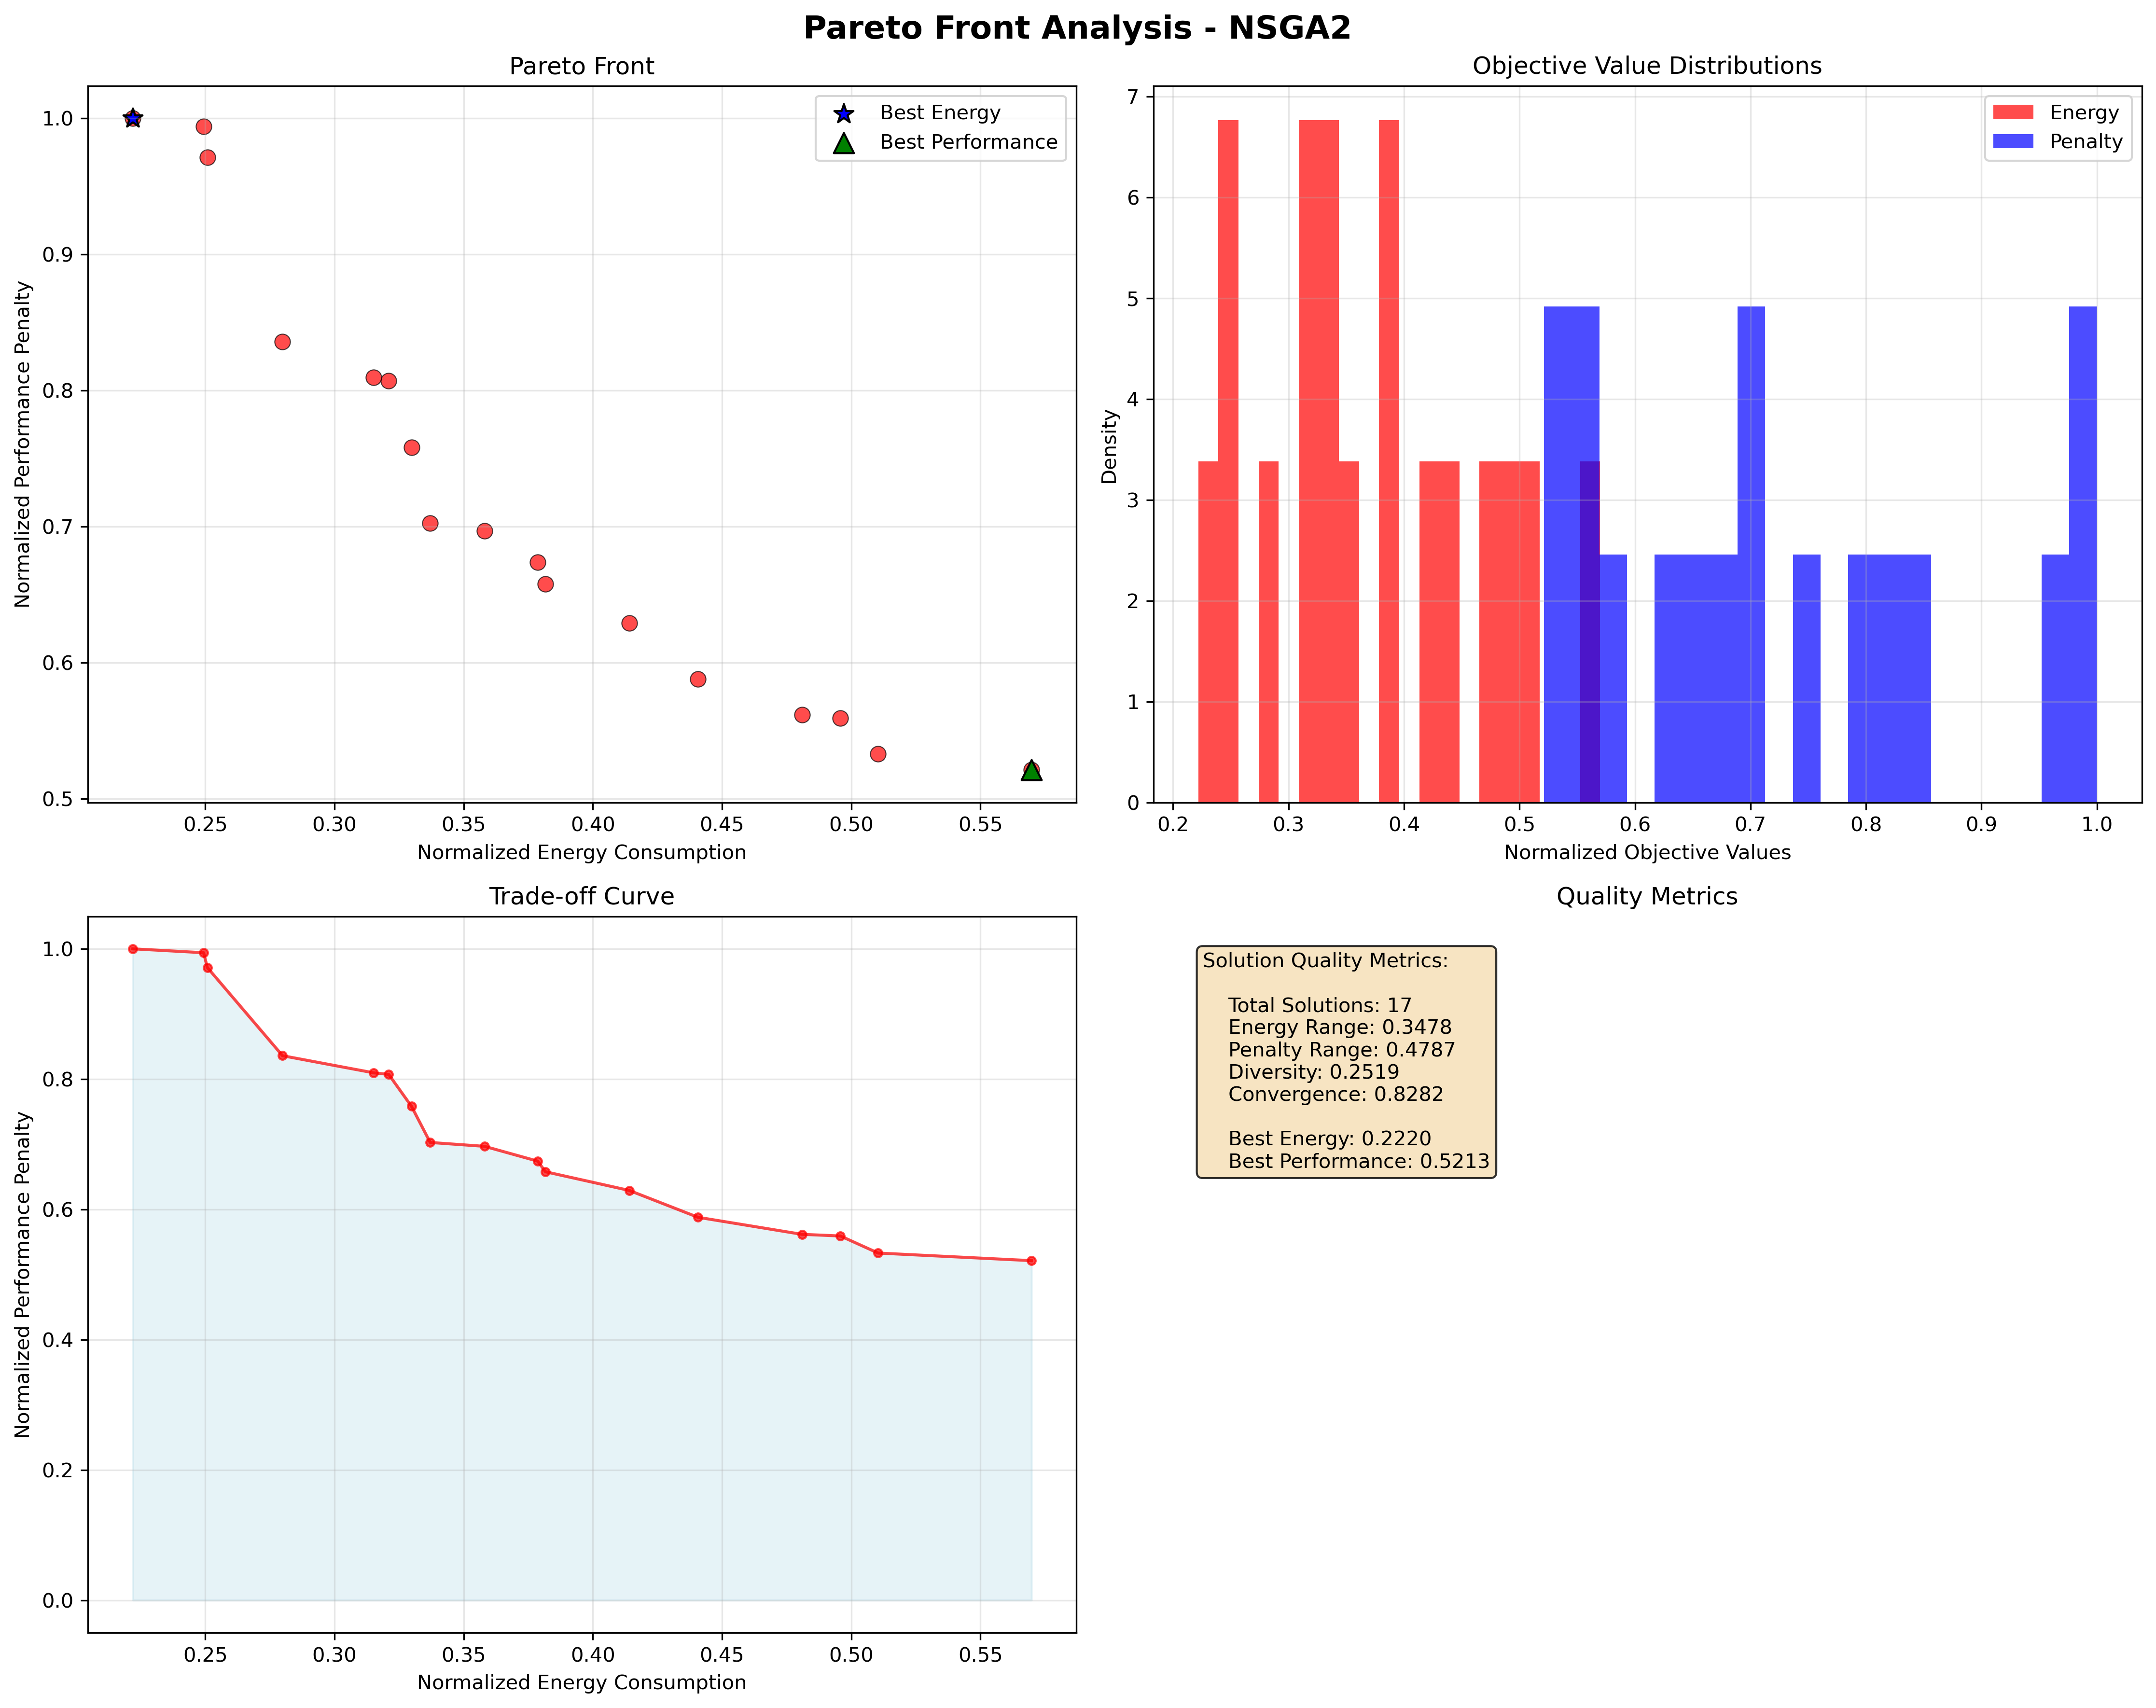 Pareto Front Analysis - NSGA2
Pareto Front
Best Energy
Best Performance
1.0
0.9
0.8
0.7
0.6
0.5
Normalized Performance Penalty
0.25 0.30 0.35 0.40 0.45 0.50 0.55
Normalized Energy Consumption
Objective Value Distributions
Energy
Penalty
7
6
5
4
3
2
1
0
Density
0.2 0.3 0.4 0.5 0.6 0.7 0.8 0.9 1.0
Normalized Objective Values
Trade-off Curve
1.0
0.8
0.6
0.4
0.2
0.0
Normalized Performance Penalty
0.25 0.30 0.35 0.40 0.45 0.50 0.55
Normalized Energy Consumption
Quality Metrics
Solution Quality Metrics:
Total Solutions: 17
Energy Range: 0.3478
Penalty Range: 0.4787
Diversity: 0.2519
Convergence: 0.8282
Best Energy: 0.2220
Best Performance: 0.5213